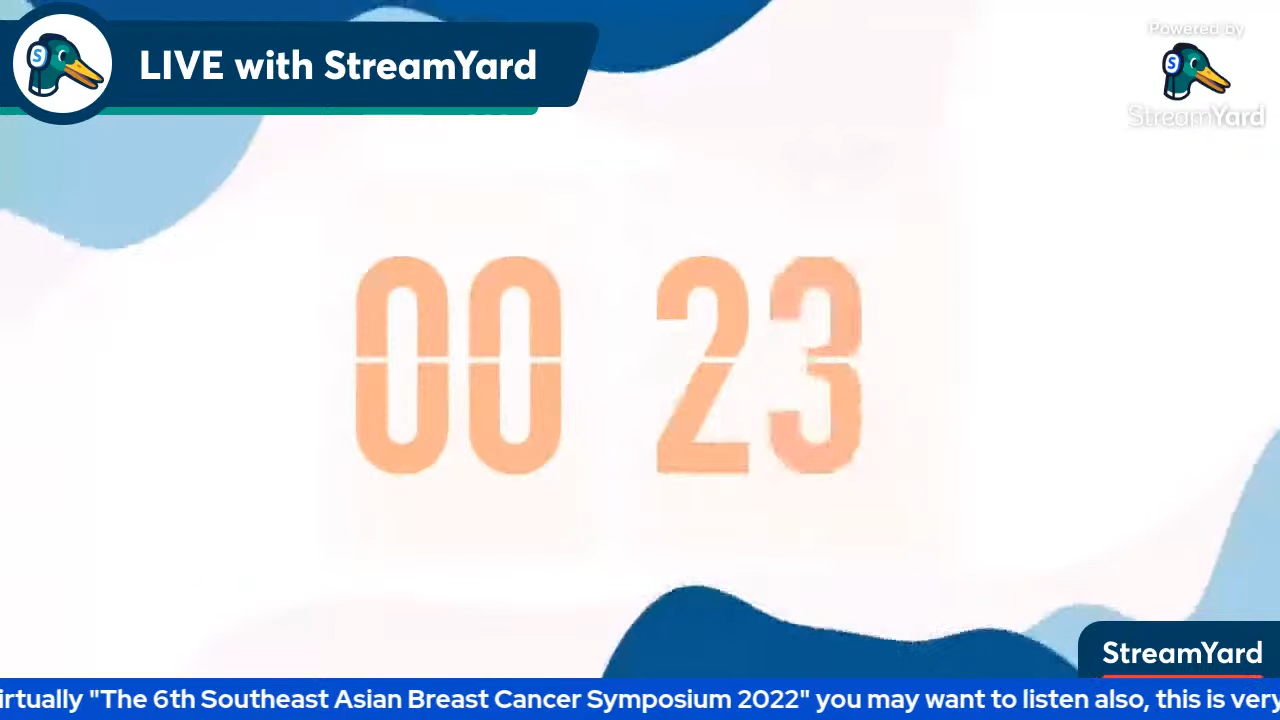 LIVE with StreamYard
Powered by
S
S
StreamYard
00 23
StreamYard
"The 6th Southeast Asian Breast Cancer Symposium 2022" you may want to listen also, this is very